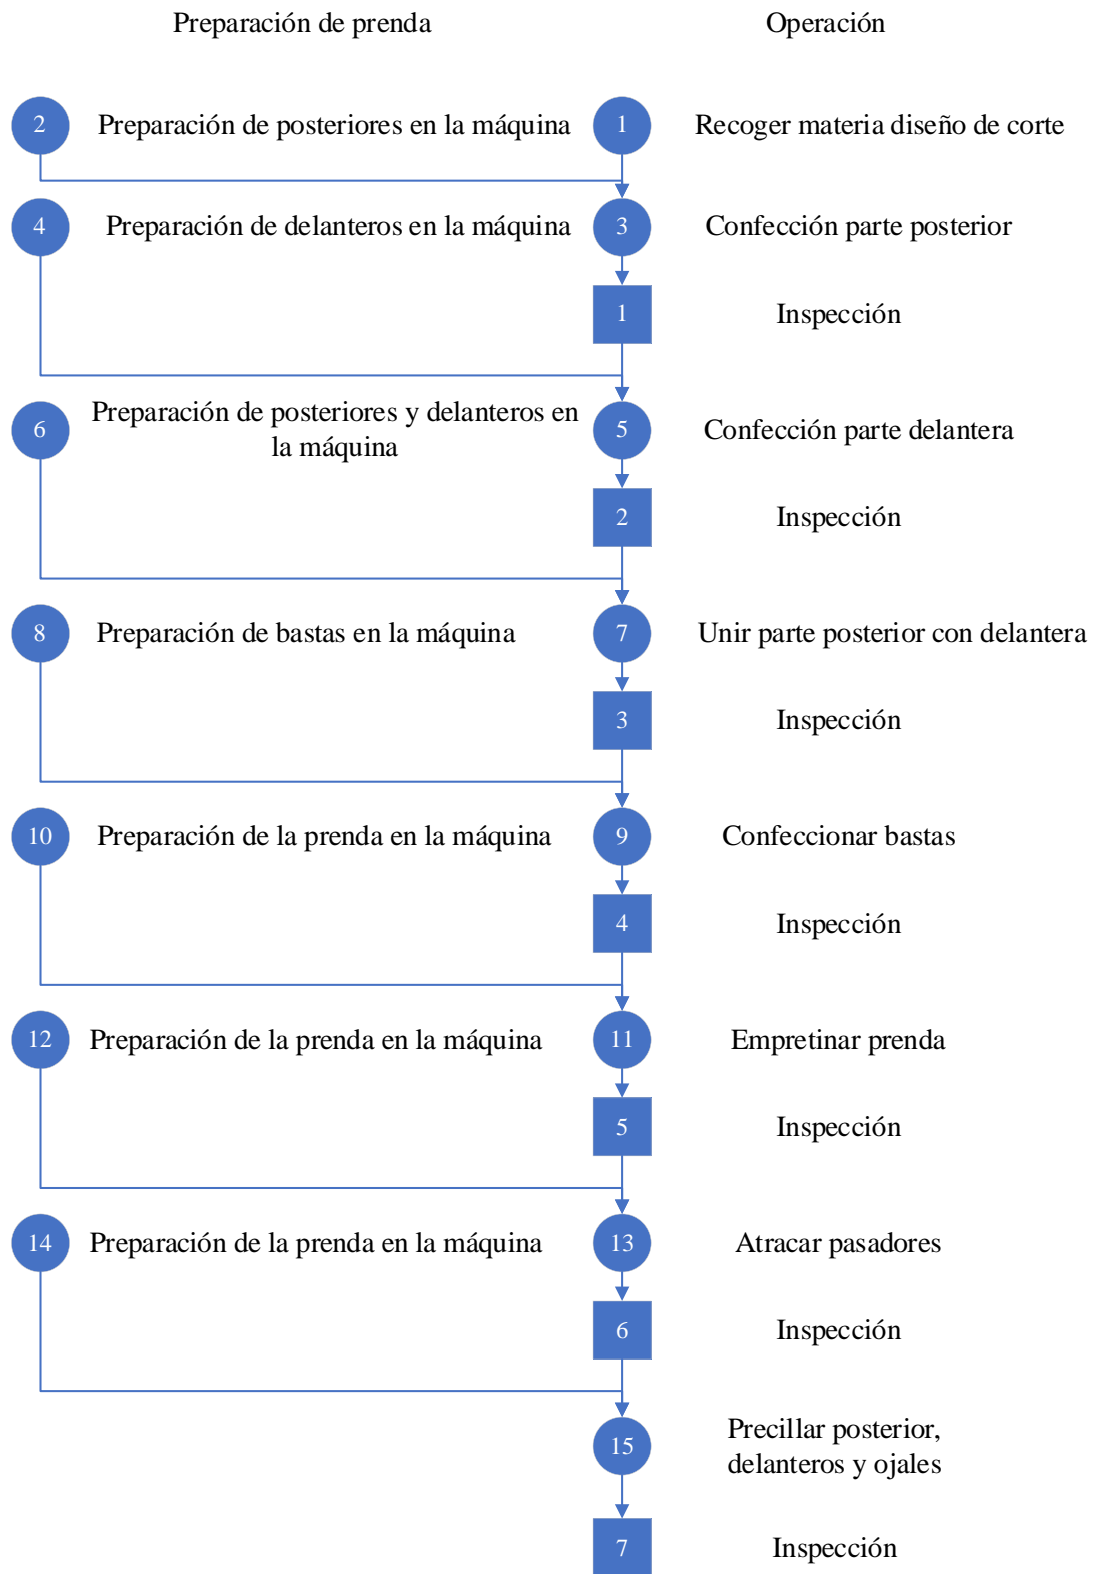 Preparación de prenda Operación
2 Preparación de posteriores en la máquina 1 Recoger materia diseño de corte
4 Preparación de delanteros en la máquina 3 Confección parte posterior
1 Inspección
6 Preparación de posteriores y delanteros en
la máquina
5 Confección parte delantera
2 Inspección
8 Preparación de bastas en la máquina 7 Unir parte posterior con delantera
3 Inspección
10 Preparación de la prenda en la máquina 9 Confeccionar bastas
4 Inspección
12 Preparación de la prenda en la máquina 11 Empretinar prenda
5 Inspección
14 Preparación de la prenda en la máquina 13 Atracar pasadores
6 Inspección
15 Precillar posterior,
delanteros y ojales
7 Inspección